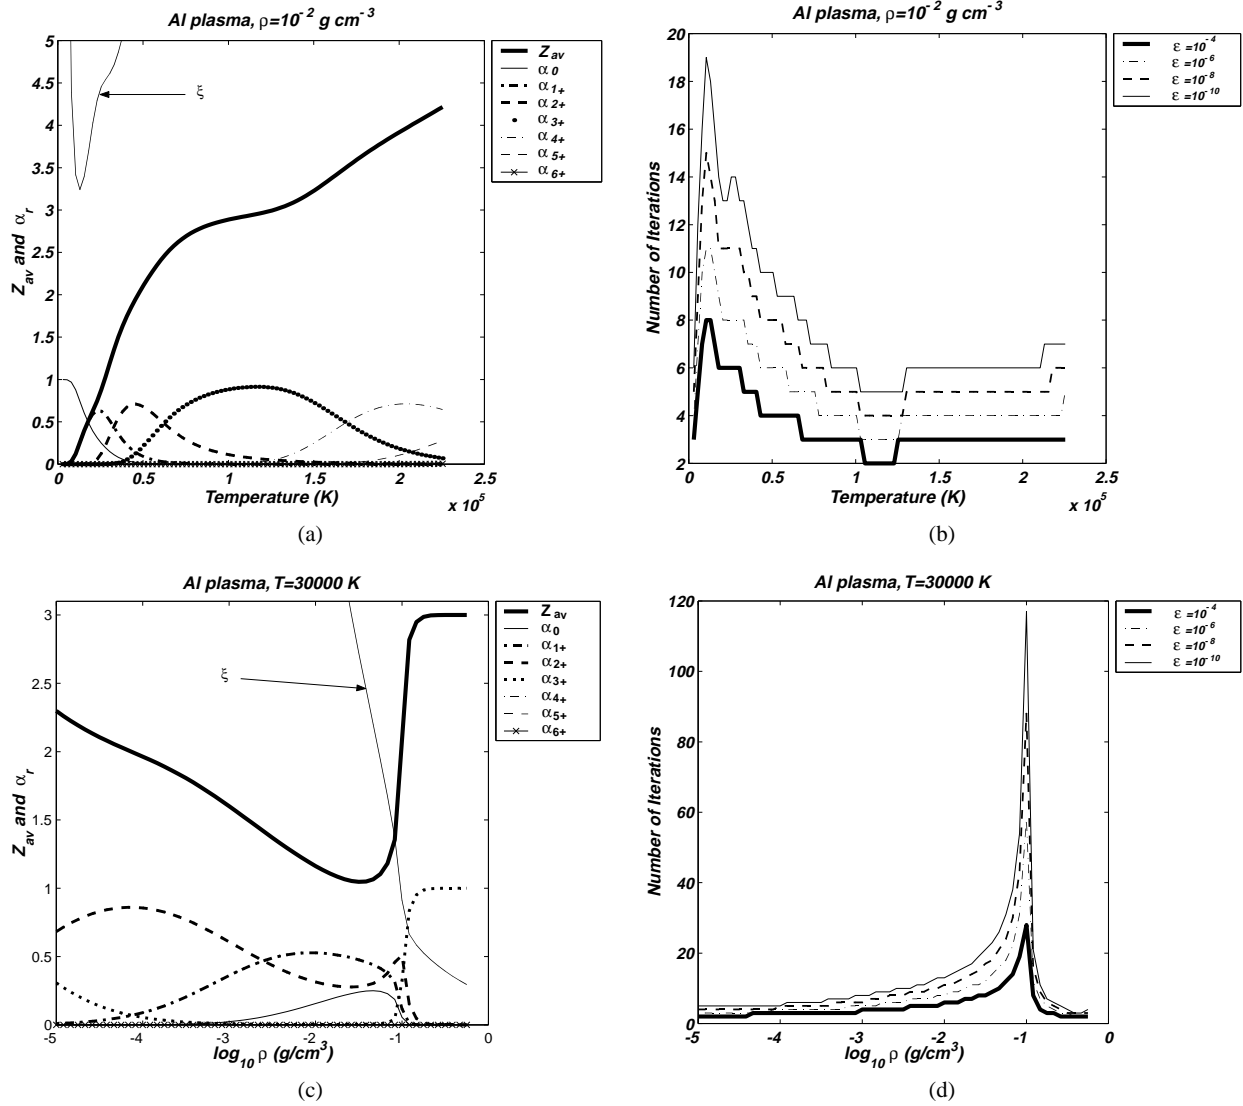 Al plasma, ρ=10⁻² g cm⁻³
5
4.5
4
3.5
3
2.5
2
1.5
1
0.5
0
Z_av and α_r
ξ
Z_av
α_0
α_1+
α_2+
α_3+
α_4+
α_5+
α_6+
0
0.5
1
1.5
2
2.5
Temperature (K)
x 10⁵
(a)
Al plasma, ρ=10⁻² g cm⁻³
20
18
16
14
12
10
8
6
4
2
Number of Iterations
ε=10⁻⁴
ε=10⁻⁶
ε=10⁻⁸
ε=10⁻¹⁰
0
0.5
1
1.5
2
2.5
Temperature (K)
x 10⁵
(b)
Al plasma, T=30000 K
3
2.5
2
1.5
1
0.5
0
Z_av and α_r
ξ
Z_av
α_0
α_1+
α_2+
α_3+
α_4+
α_5+
α_6+
-5
-4
-3
-2
-1
0
log₁₀ ρ (g/cm³)
(c)
Al plasma, T=30000 K
120
100
80
60
40
20
0
Number of Iterations
ε=10⁻⁴
ε=10⁻⁶
ε=10⁻⁸
ε=10⁻¹⁰
-5
-4
-3
-2
-1
0
log₁₀ ρ (g/cm³)
(d)